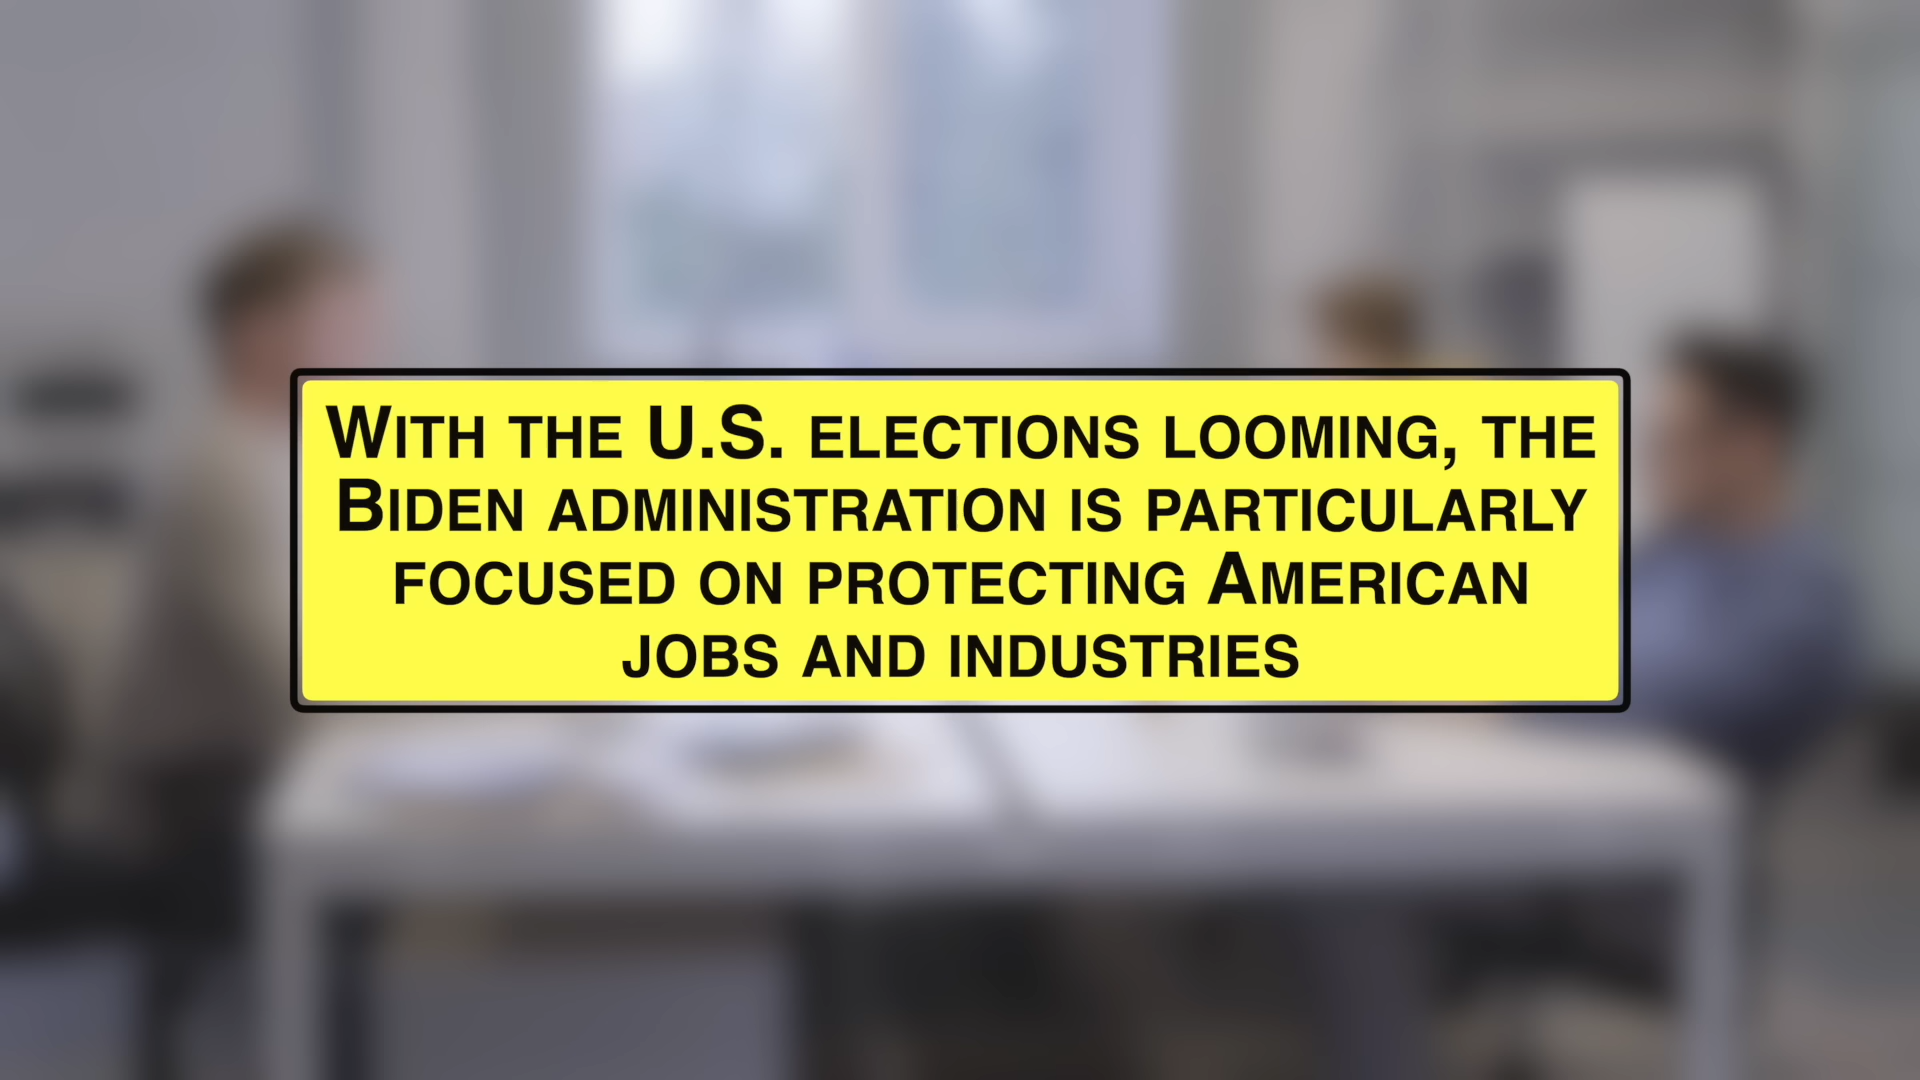 With the U.S. elections looming, the
Biden administration is particularly
focused on protecting American
jobs and industries